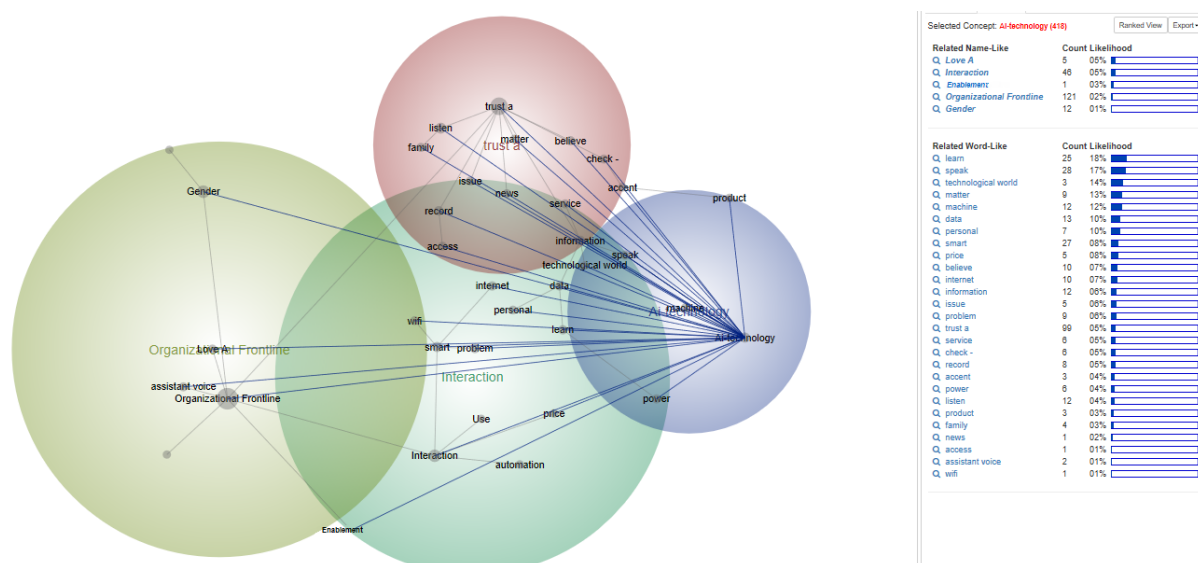 trust a
listen
matter
believe
family
trust a
check -
issue
accent
Gender
news
product
service
record
information
access
speak
technological world
internet
data
personal
machine
AI-technology
wifi
learn
AI-technology
Organizational Frontline
Love A
smart
problem
Interaction
assistant voice
Organizational Frontline
power
price
Use
Interaction
automation
Enablement
Selected Concept: AI-technology (418)
Ranked View
Export
Related Name-Like Count Likelihood
Love A 5 05%
Interaction 46 05%
Enablement 1 03%
Organizational Frontline 121 02%
Gender 12 01%
Related Word-Like Count Likelihood
learn 25 18%
speak 28 17%
technological world 3 14%
matter 9 13%
machine 12 12%
data 13 10%
personal 7 10%
smart 27 08%
price 5 08%
believe 10 07%
internet 10 07%
information 12 06%
issue 5 06%
problem 9 06%
trust a 99 05%
service 6 05%
check - 6 05%
record 8 05%
accent 3 04%
power 6 04%
listen 12 04%
product 3 03%
family 4 03%
news 1 02%
access 1 01%
assistant voice 2 01%
wifi 1 01%